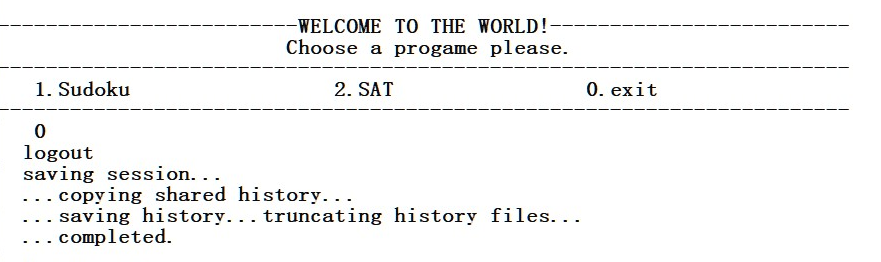 -------------------------WELCOME TO THE WORLD!-------------------------
Choose a progame please.
------------------------------------------------------------------------
1. Sudoku 2. SAT 0. exit
------------------------------------------------------------------------
0
logout
saving session...
...copying shared history...
...saving history...truncating history files...
...completed.